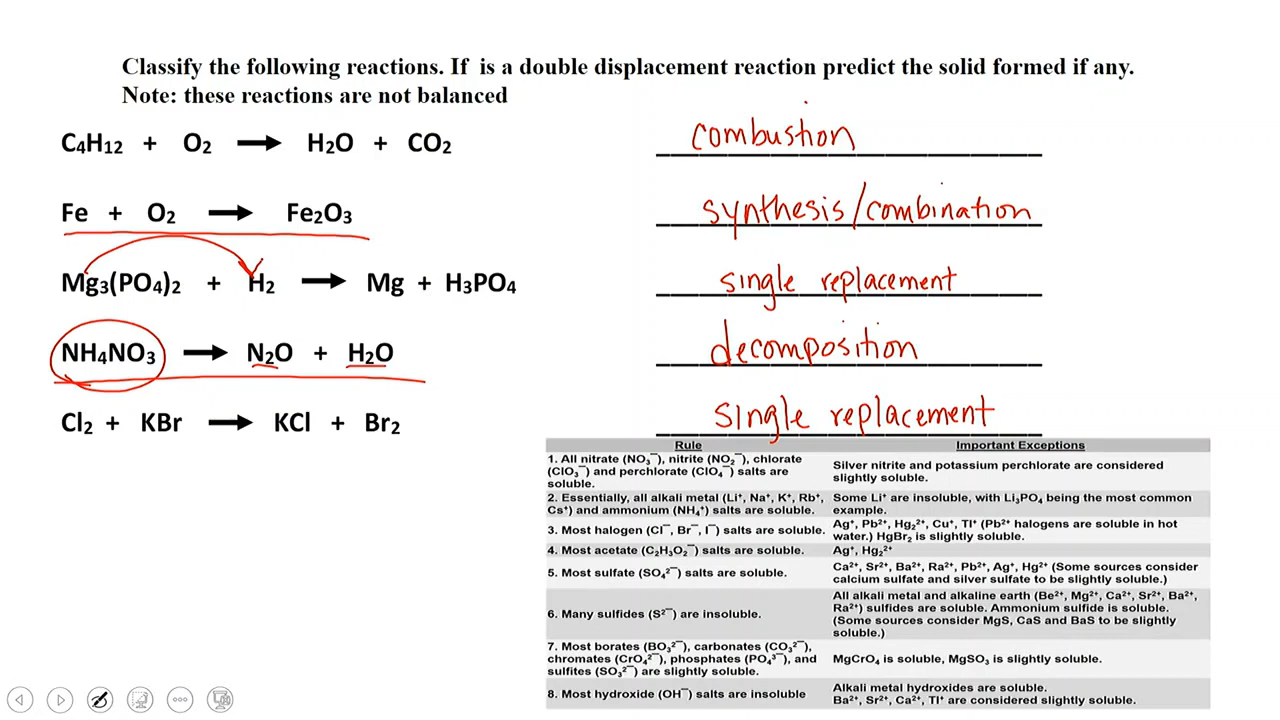 Classify the following reactions. If is a double displacement reaction predict the solid formed if any.
Note: these reactions are not balanced
C₄H₁₂ + O₂ → H₂O + CO₂
combustion
Fe + O₂ → Fe₂O₃
synthesis/combination
Mg₃(PO₄)₂ + H₂ → Mg + H₃PO₄
single replacement
NH₄NO₃ → N₂O + H₂O
decomposition
Cl₂ + KBr → KCl + Br₂
single replacement
Rule
Important Exceptions
1. All nitrate (NO₃⁻), nitrite (NO₂⁻), chlorate
(ClO₃⁻) and perchlorate (ClO₄⁻) salts are
soluble.
Silver nitrite and potassium perchlorate are considered
slightly soluble.
2. Essentially, all alkali metal (Li⁺, Na⁺, K⁺, Rb⁺,
Cs⁺) and ammonium (NH₄⁺) salts are soluble.
Some Li⁺ are insoluble, with Li₃PO₄ being the most common
example.
3. Most halogen (Cl⁻, Br⁻, I⁻) salts are soluble.
Ag⁺, Pb²⁺, Hg₂²⁺, Cu⁺, Tl⁺ (Pb²⁺ halogens are soluble in hot
water.) HgBr₂ is slightly soluble.
4. Most acetate (C₂H₃O₂⁻) salts are soluble.
Ag⁺, Hg₂²⁺
5. Most sulfate (SO₄²⁻) salts are soluble.
Ca²⁺, Sr²⁺, Ba²⁺, Ra²⁺, Pb²⁺, Ag⁺, Hg²⁺ (Some sources consider
calcium sulfate and silver sulfate to be slightly soluble.)
6. Many sulfides (S²⁻) are insoluble.
All alkali metal and alkaline earth (Be²⁺, Mg²⁺, Ca²⁺, Sr²⁺, Ba²⁺,
Ra²⁺) sulfides are soluble. Ammonium sulfide is soluble.
(Some sources consider MgS, CaS and BaS to be slightly
soluble.)
7. Most borates (BO₃²⁻), carbonates (CO₃²⁻),
chromates (CrO₄²⁻), phosphates (PO₄³⁻), and
sulfites (SO₃²⁻) are slightly soluble.
MgCrO₄ is soluble, MgSO₃ is slightly soluble.
8. Most hydroxide (OH⁻) salts are insoluble
Alkali metal hydroxides are soluble.
Ba²⁺, Sr²⁺, Ca²⁺, Tl⁺ are considered slightly soluble.